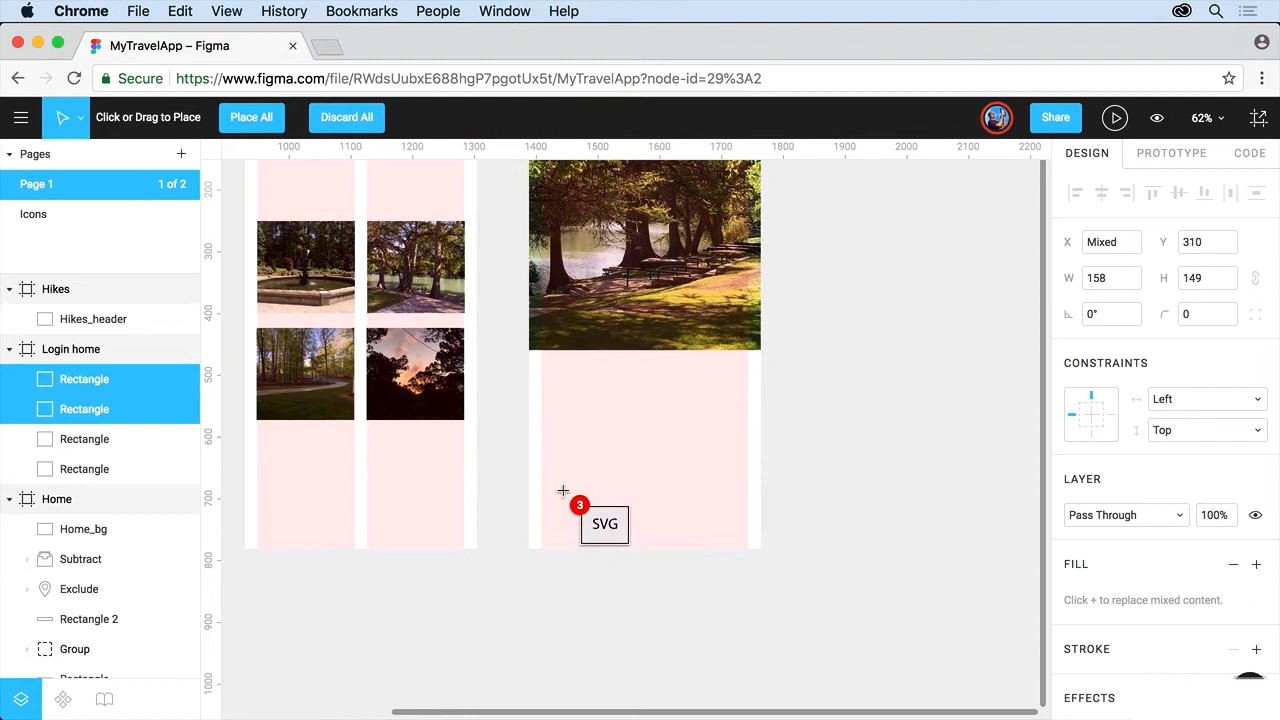 Chrome File Edit View History Bookmarks People Window Help
MyTravelApp – Figma
Secure https://www.figma.com/file/RWdsUubxE688hgP7pgotUx5t/MyTravelApp?node-id=29%3A2
Click or Drag to Place Place All Discard All Share 62%
Pages
Page 1 1 of 2
Icons
Hikes
Hikes_header
Login home
Rectangle
Rectangle
Rectangle
Rectangle
Home
Home_bg
Subtract
Exclude
Rectangle 2
Group
1000 1100 1200 1300 1400 1500 1600 1700 1800 1900 2000 2100 2200
200
300
400
500
600
700
800
900
1000
3
SVG
DESIGN PROTOTYPE CODE
X Mixed Y 310
W 158 H 149
0° 0
CONSTRAINTS
Left
Top
LAYER
Pass Through 100%
FILL
Click + to replace mixed content.
STROKE
EFFECTS